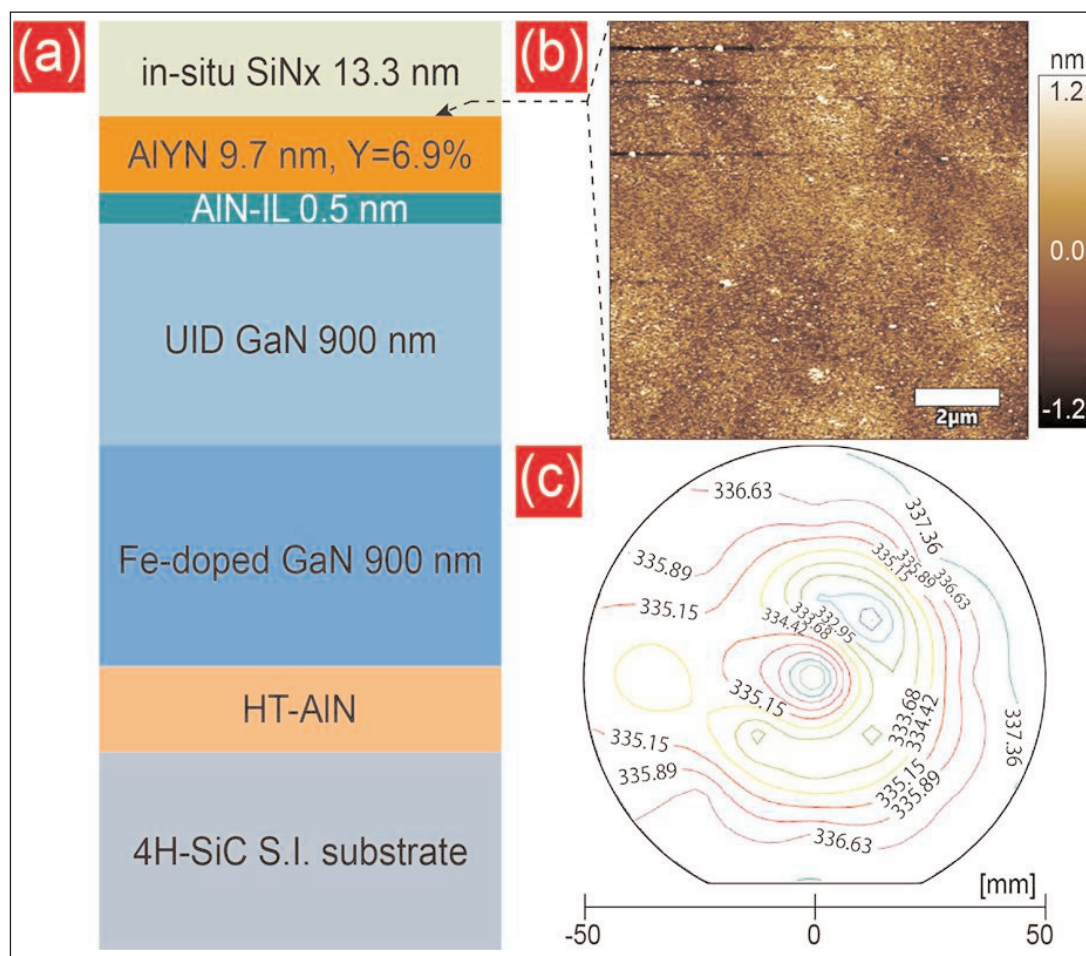 (a)
in-situ SiNx 13.3 nm
AlYN 9.7 nm, Y=6.9%
AlN-IL 0.5 nm
UID GaN 900 nm
Fe-doped GaN 900 nm
HT-AlN
4H-SiC S.I. substrate
(b)
2μm
nm
1.2
0.0
-1.2
(c)
336.63
337.36
335.89
335.15
335.89
336.63
335.15
332.95
333.68
334.42
335.15
333.68
334.42
337.36
335.15
335.89
335.15
335.89
336.63
[mm]
-50
0
50